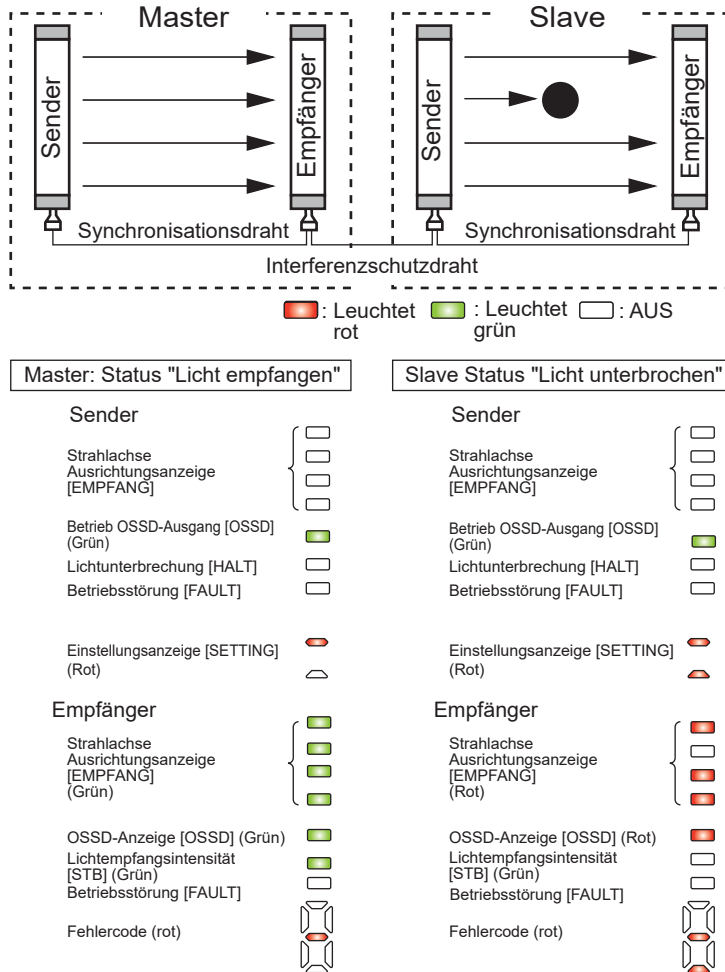 Master
Sender
Empfänger
Synchronisationsdraht
Slave
Sender
Empfänger
Synchronisationsdraht
Interferenzschutzdraht
: Leuchtet
rot
: Leuchtet
grün
: AUS
Master: Status "Licht empfangen"
Sender
Strahlachse
Ausrichtungsanzeige
[EMPFANG]
Betrieb OSSD-Ausgang [OSSD]
(Grün)
Lichtunterbrechung [HALT]
Betriebsstörung [FAULT]
Einstellungsanzeige [SETTING]
(Rot)
Empfänger
Strahlachse
Ausrichtungsanzeige
[EMPFANG]
(Grün)
OSSD-Anzeige [OSSD] (Grün)
Lichtempfangsintensität
[STB] (Grün)
Betriebsstörung [FAULT]
Fehlercode (rot)
Slave Status "Licht unterbrochen"
Sender
Strahlachse
Ausrichtungsanzeige
[EMPFANG]
Betrieb OSSD-Ausgang [OSSD]
(Grün)
Lichtunterbrechung [HALT]
Betriebsstörung [FAULT]
Einstellungsanzeige [SETTING]
(Rot)
Empfänger
Strahlachse
Ausrichtungsanzeige
[EMPFANG]
(Rot)
OSSD-Anzeige [OSSD] (Rot)
Lichtempfangsintensität
[STB] (Grün)
Betriebsstörung [FAULT]
Fehlercode (rot)